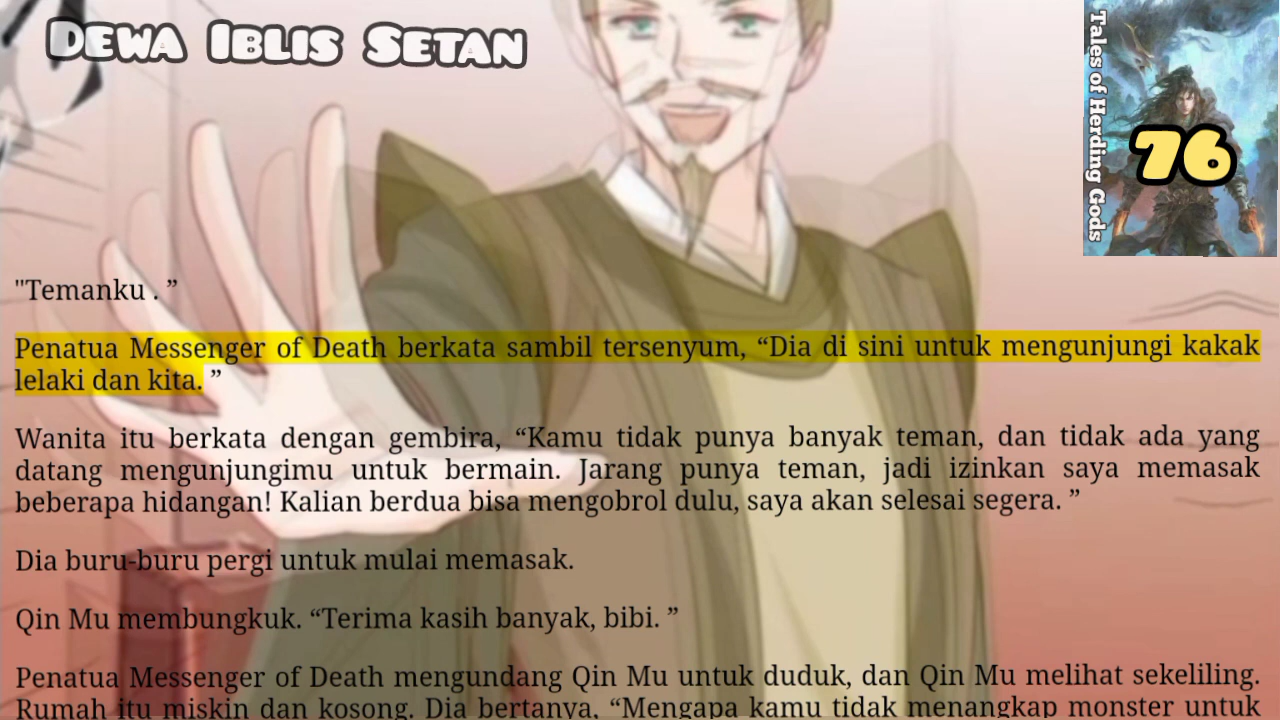 Dewa Iblis Setan
Tales of Herding Gods
76
"Temanku . ”
Penatua Messenger of Death berkata sambil tersenyum, “Dia di sini untuk mengunjungi kakak
lelaki dan kita. ”
Wanita itu berkata dengan gembira, “Kamu tidak punya banyak teman, dan tidak ada yang
datang mengunjungimu untuk bermain. Jarang punya teman, jadi izinkan saya memasak
beberapa hidangan! Kalian berdua bisa mengobrol dulu, saya akan selesai segera. ”
Dia buru-buru pergi untuk mulai memasak.
Qin Mu membungkuk. “Terima kasih banyak, bibi. ”
Penatua Messenger of Death mengundang Qin Mu untuk duduk, dan Qin Mu melihat sekeliling.
Rumah itu miskin dan kosong. Dia bertanya, “Mengapa kamu tidak menangkap monster untuk